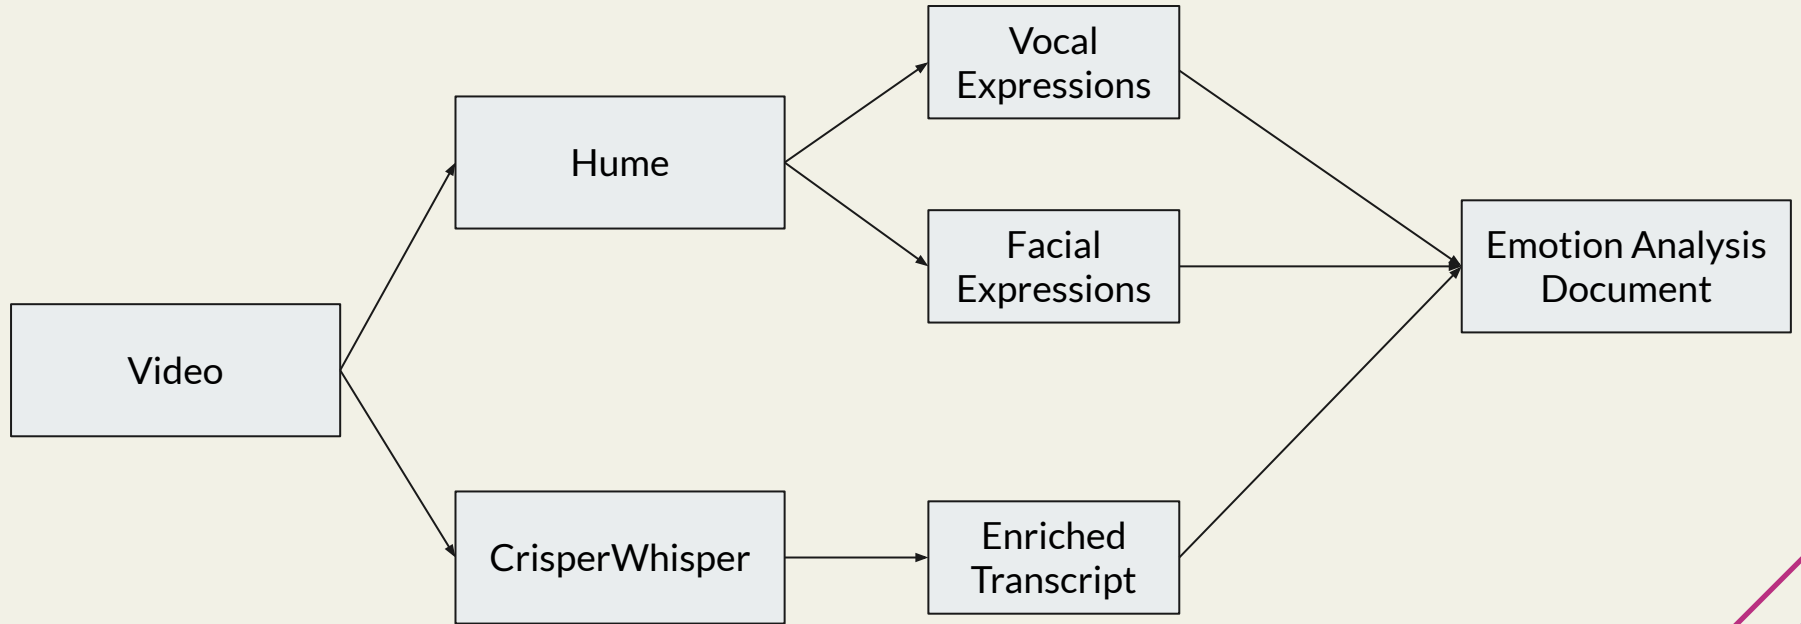 Vocal
Expressions
Hume
Facial
Expressions
Emotion Analysis
Document
Video
CrisperWhisper
Enriched
Transcript